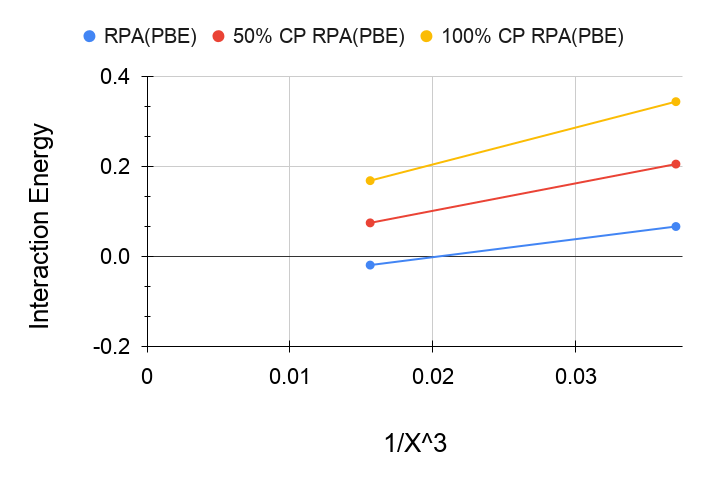 RPA(PBE) 50% CP RPA(PBE) 100% CP RPA(PBE)
0.4
0.2
0.0
-0.2
Interaction Energy
0 0.01 0.02 0.03
1/X^3